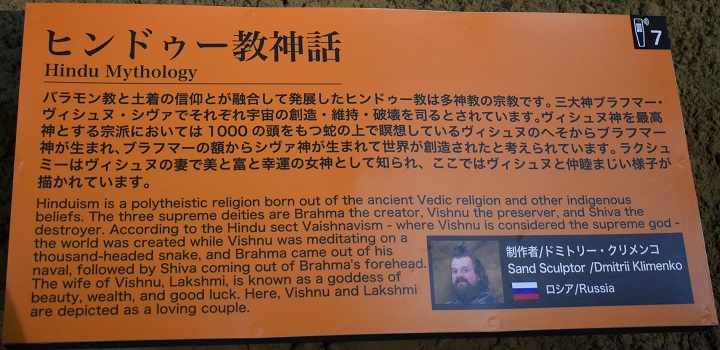 ヒンドゥー教神話
Hindu Mythology
7
バラモン教と土着の信仰とが融合して発展したヒンドゥー教は多神教の宗教です。三大神ブラフマー・
ヴィシュヌ・シヴァでそれぞれ宇宙の創造・維持・破壊を司るとされています。ヴィシュヌ神を最高
神とする宗派においては1000の頭をもつ蛇の上で瞑想しているヴィシュヌのへそからブラフマー
神が生まれ、ブラフマーの額からシヴァ神が生まれて世界が創造されたと考えられています。ラクシュ
ミーはヴィシュヌの妻で美と富と幸運の女神として知られ、ここではヴィシュヌと仲睦まじい様子が
描かれています。
Hinduism is a polytheistic religion born out of the ancient Vedic religion and other indigenous
beliefs. The three supreme deities are Brahma the creator, Vishnu the preserver, and Shiva the
destroyer. According to the Hindu sect Vaishnavism - where Vishnu is considered the supreme god -
the world was created while Vishnu was meditating on a
thousand-headed snake, and Brahma came out of his
naval, followed by Shiva coming out of Brahma's forehead.
The wife of Vishnu, Lakshmi, is known as a goddess of
beauty, wealth, and good luck. Here, Vishnu and Lakshmi
are depicted as a loving couple.
制作者/ドミトリー・クリメンコ
Sand Sculptor /Dmitrii Klimenko
ロシア/Russia